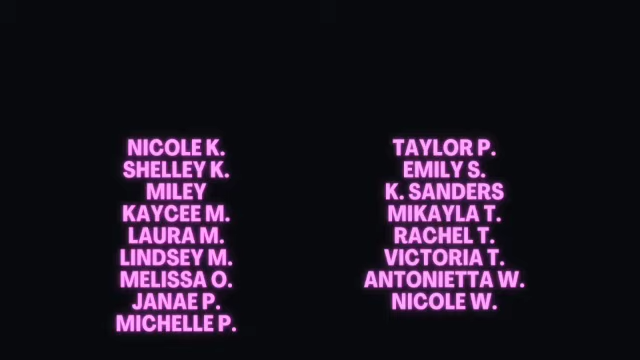 NICOLE K.
SHELLEY K.
MILEY
KAYCEE M.
LAURA M.
LINDSEY M.
MELISSA O.
JANAE P.
MICHELLE P.
TAYLOR P.
EMILY S.
K. SANDERS
MIKAYLA T.
RACHEL T.
VICTORIA T.
ANTONIETTA W.
NICOLE W.